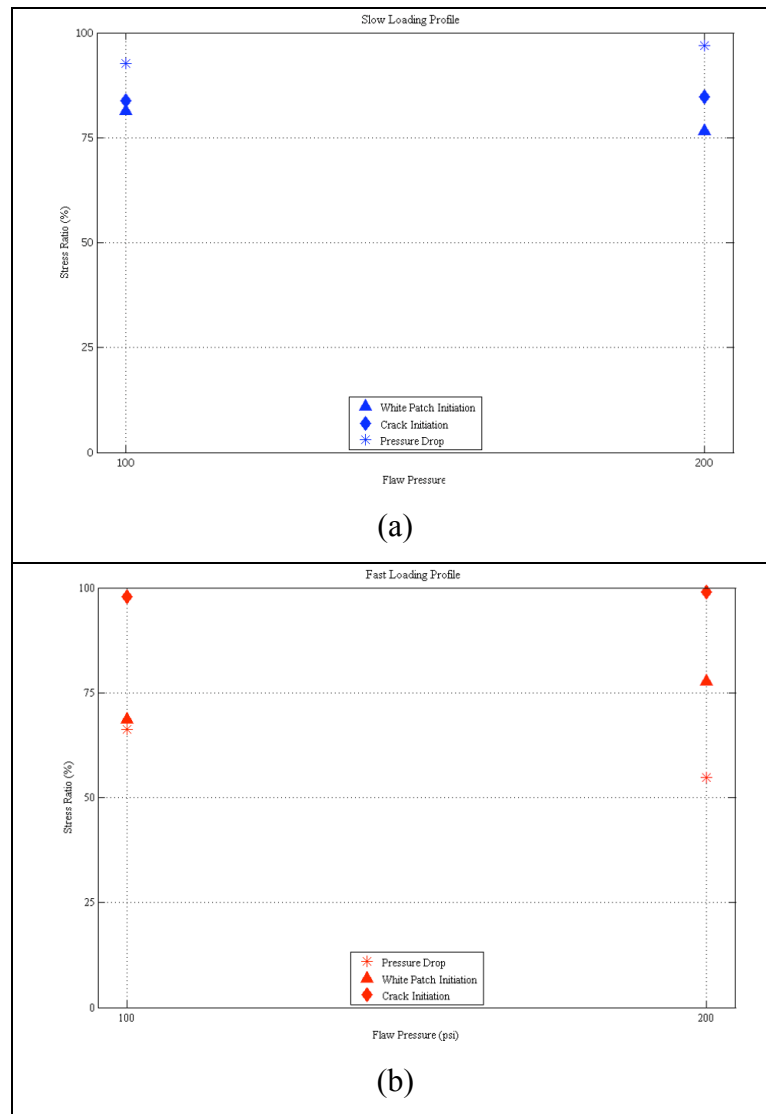 Slow Loading Profile
100
75
50
25
0
Stress Ratio (%)
White Patch Initiation
Crack Initiation
Pressure Drop
100 200
Flaw Pressure
(a)
Fast Loading Profile
100
75
50
25
0
Stress Ratio (%)
Pressure Drop
White Patch Initiation
Crack Initiation
100 200
Flaw Pressure (psi)
(b)